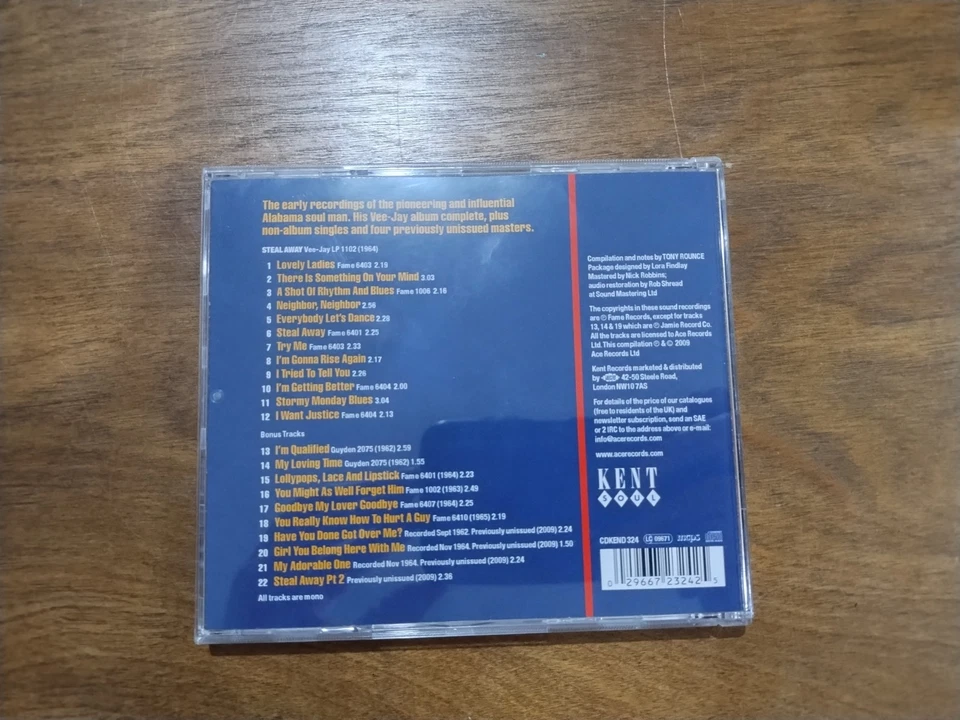 The early recordings of the pioneering and influential
Alabama soul man. His Vee-Jay album complete, plus
non-album singles and four previously unissued masters.
STEAL AWAY Vee-Jay LP 1102 (1964)
1 Lovely Ladies Fame 6403 2.19
2 There Is Something On Your Mind 3.03
3 A Shot Of Rhythm And Blues Fame 1006 2.16
4 Neighbor, Neighbor 2.56
5 Everybody Let's Dance 2.28
6 Steal Away Fame 6401 2.25
7 Try Me Fame 6403 2.33
8 I'm Gonna Rise Again 2.17
9 I Tried To Tell You 2.26
10 I'm Getting Better Fame 6404 2.00
11 Stormy Monday Blues 3.04
12 I Want Justice Fame 6404 2.13
Bonus Tracks
13 I'm Qualified Guyden 2075 (1962) 2.59
14 My Loving Time Guyden 2075 (1962) 1.55
15 Lollypops, Lace And Lipstick Fame 6401 (1964) 2.23
16 You Might As Well Forget Him Fame 1002 (1963) 2.49
17 Goodbye My Lover Goodbye Fame 6407 (1964) 2.25
18 You Really Know How To Hurt A Guy Fame 6410 (1965) 2.19
19 Have You Done Got Over Me? Recorded Sept 1962. Previously unissued (2009) 2.24
20 Girl You Belong Here With Me Recorded Nov 1964. Previously unissued (2009) 1.50
21 My Adorable One Recorded Nov 1964. Previously unissued (2009) 2.24
22 Steal Away Pt 2 Previously unissued (2009) 2.36
All tracks are mono
Compilation and notes by TONY ROUNCE
Package designed by Lora Findlay
Mastered by Nick Robbins;
audio restoration by Rob Shread
at Sound Mastering Ltd
The copyrights in these sound recordings
are ℗ Fame Records, except for tracks
13, 14 & 19 which are ℗ Jamie Record Co.
All the tracks are licensed to Ace Records
Ltd. This compilation ℗ & © 2009
Ace Records Ltd
Kent Records marketed & distributed
by ACE 42-50 Steele Road,
London NW10 7AS
For details of the price of our catalogues
(free to residents of the UK) and
newsletter subscription, send an SAE
or 2 IRC to the address above or e-mail:
info@acerecords.com
www.acerecords.com
KENT
SOUL
CDKEND 324 LC 09671 mcps
0 29667 23242 5